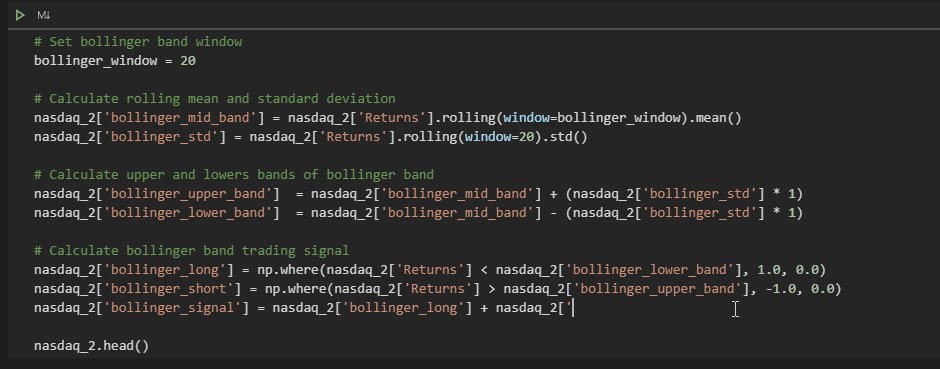 M↓
# Set bollinger band window
bollinger_window = 20
# Calculate rolling mean and standard deviation
nasdaq_2['bollinger_mid_band'] = nasdaq_2['Returns'].rolling(window=bollinger_window).mean()
nasdaq_2['bollinger_std'] = nasdaq_2['Returns'].rolling(window=20).std()
# Calculate upper and lowers bands of bollinger band
nasdaq_2['bollinger_upper_band']  = nasdaq_2['bollinger_mid_band'] + (nasdaq_2['bollinger_std'] * 1)
nasdaq_2['bollinger_lower_band']  = nasdaq_2['bollinger_mid_band'] - (nasdaq_2['bollinger_std'] * 1)
# Calculate bollinger band trading signal
nasdaq_2['bollinger_long'] = np.where(nasdaq_2['Returns'] < nasdaq_2['bollinger_lower_band'], 1.0, 0.0)
nasdaq_2['bollinger_short'] = np.where(nasdaq_2['Returns'] > nasdaq_2['bollinger_upper_band'], -1.0, 0.0)
nasdaq_2['bollinger_signal'] = nasdaq_2['bollinger_long'] + nasdaq_2['
nasdaq_2.head()